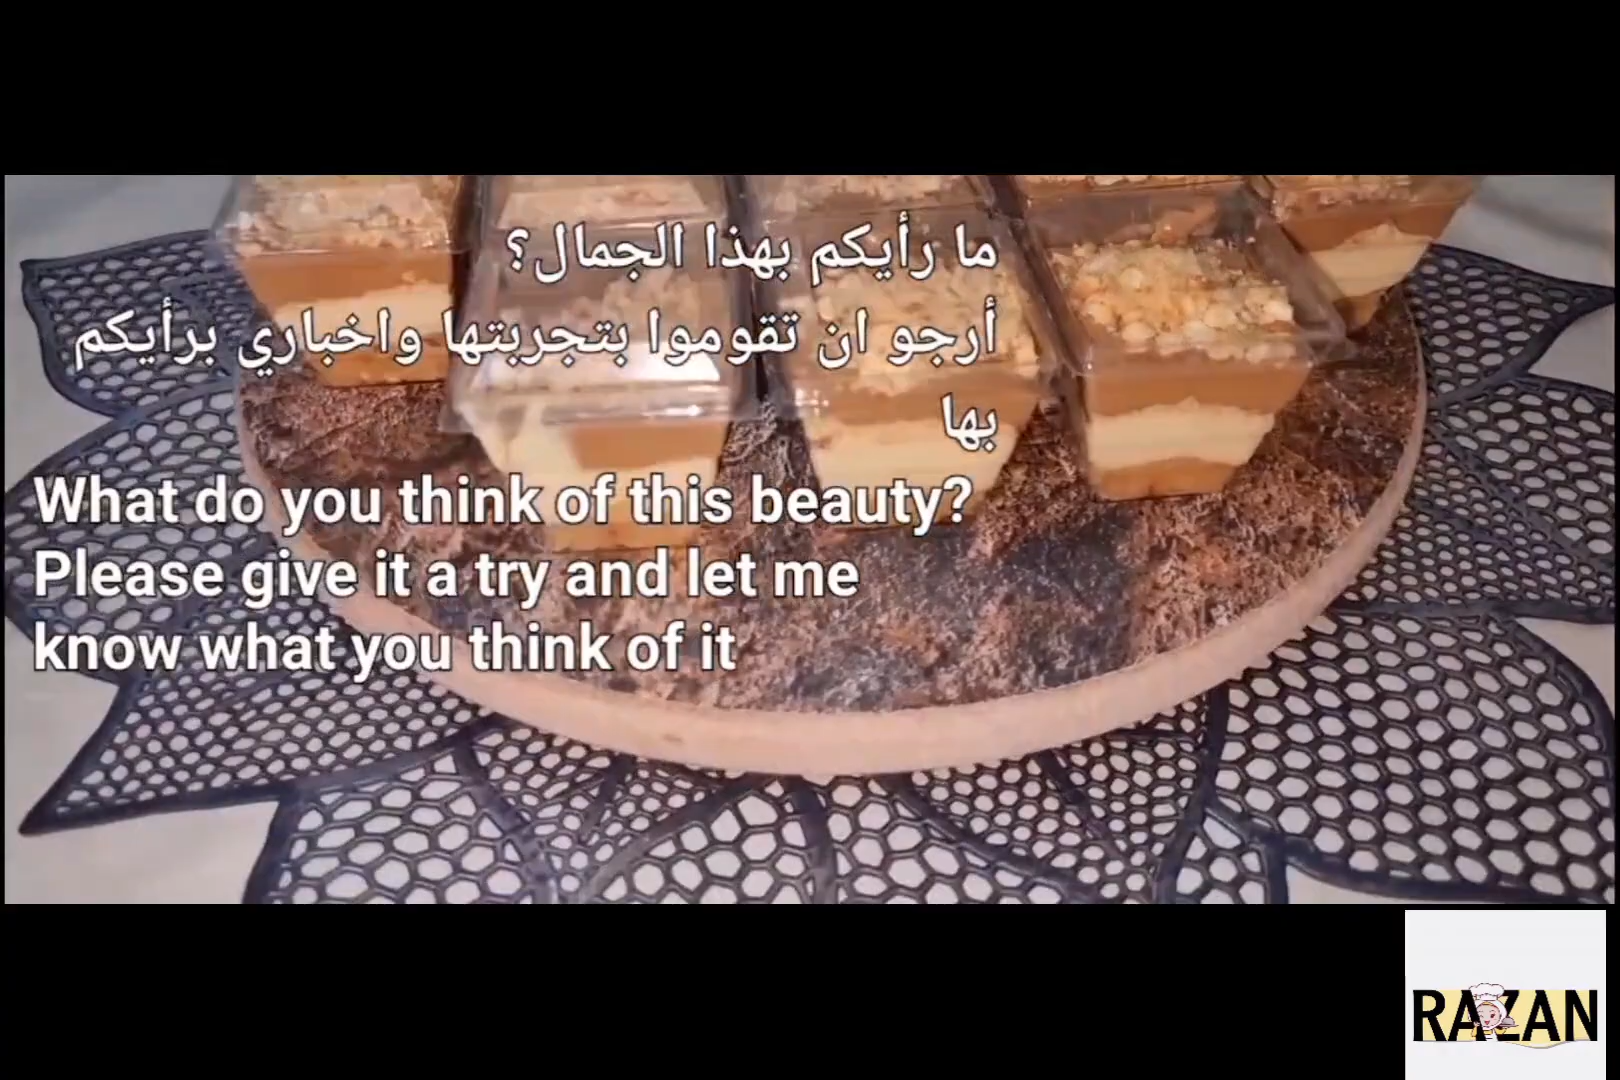 ما رأيكم بهذا الجمال؟
أرجو ان تقوموا بتجربتها واخباري برأيكم
بها
What do you think of this beauty?
Please give it a try and let me
know what you think of it
RAZAN